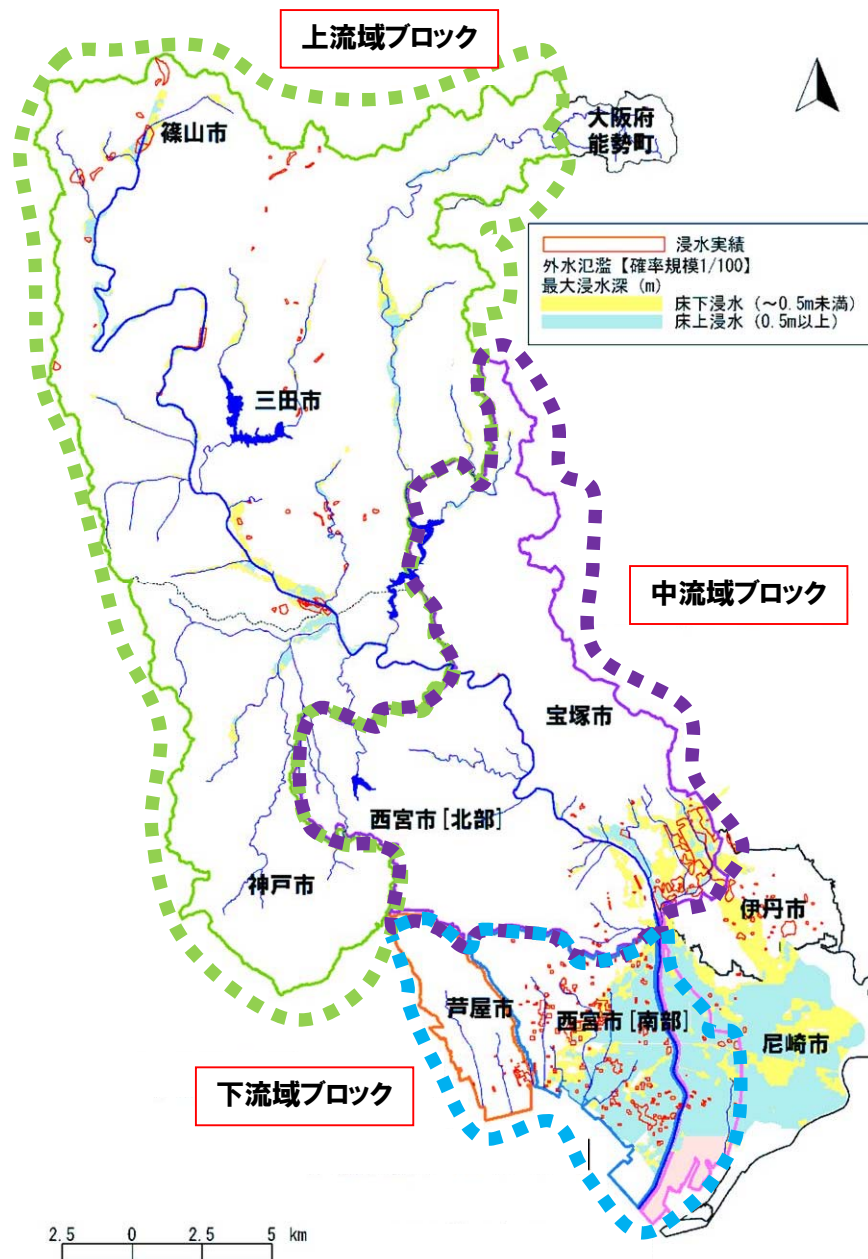 上流域ブロック
篠山市
大阪府
能勢町
浸水実績
外水氾濫【確率規模1/100】
最大浸水深 (m)
床下浸水 (~0.5m未満)
床上浸水 (0.5m以上)
三田市
中流域ブロック
宝塚市
西宮市[北部]
神戸市
伊丹市
芦屋市
西宮市[南部]
尼崎市
下流域ブロック
2.5 0 2.5 5 km